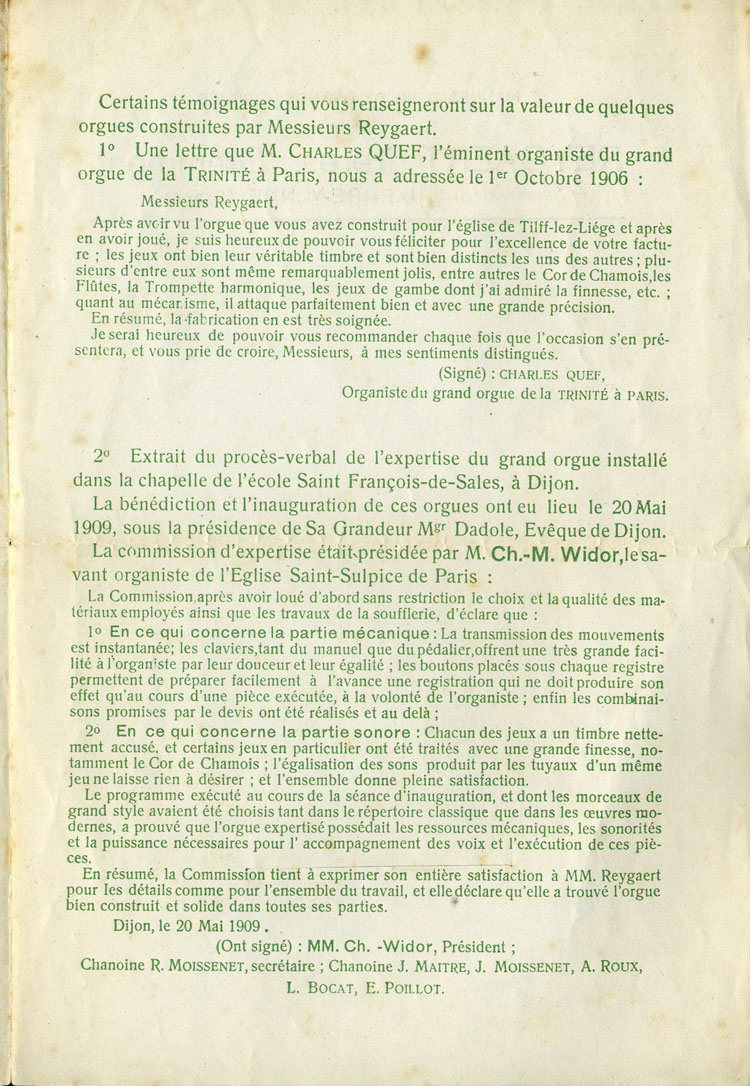 Certains témoignages qui vous renseigneront sur la valeur de quelques
orgues construites par Messieurs Reygaert.
1º Une lettre que M. CHARLES QUEF, l'éminent organiste du grand
orgue de la TRINITÉ à Paris, nous a adressée le 1er Octobre 1906 :
Messieurs Reygaert,
Après avoir vu l'orgue que vous avez construit pour l'église de Tilff-lez-Liége et après
en avoir joué, je suis heureux de pouvoir vous féliciter pour l'excellence de votre factu-
re ; les jeux ont bien leur véritable timbre et sont bien distincts les uns des autres ; plu-
sieurs d'entre eux sont même remarquablement jolis, entre autres le Cor de Chamois,les
Flûtes, la Trompette harmonique, les jeux de gambe dont j'ai admiré la finnesse, etc. ;
quant au mécanisme, il attaque parfaitement bien et avec une grande précision.
En résumé, la fabrication en est très soignée.
Je serai heureux de pouvoir vous recommander chaque fois que l'occasion s'en pré-
sentera, et vous prie de croire, Messieurs, à mes sentiments distingués.
(Signé) : CHARLES QUEF,
Organiste du grand orgue de la TRINITÉ à PARIS.
2º Extrait du procès-verbal de l'expertise du grand orgue installé
dans la chapelle de l'école Saint François-de-Sales, à Dijon.
La bénédiction et l'inauguration de ces orgues ont eu lieu le 20 Mai
1909, sous la présidence de Sa Grandeur Mgr Dadole, Evêque de Dijon.
La commission d'expertise était présidée par M. Ch.-M. Widor,le sa-
vant organiste de l'Eglise Saint-Sulpice de Paris :
La Commission,après avoir loué d'abord sans restriction le choix et la qualité des ma-
tériaux employés ainsi que les travaux de la soufflerie, d'éclare que :
1º En ce qui concerne la partie mécanique : La transmission des mouvements
est instantanée; les claviers,tant du manuel que du pédalier,offrent une très grande faci-
lité à l'organiste par leur douceur et leur égalité ; les boutons placés sous chaque registre
permettent de préparer facilement à l'avance une registration qui ne doit produire son
effet qu'au cours d'une pièce exécutée, à la volonté de l'organiste ; enfin les combinai-
sons promises par le devis ont été réalisés et au delà ;
2º En ce qui concerne la partie sonore : Chacun des jeux a un timbre nette-
ment accusé, et certains jeux en particulier ont été traités avec une grande finesse, no-
tamment le Cor de Chamois ; l'égalisation des sons produit par les tuyaux d'un même
jeu ne laisse rien à désirer ; et l'ensemble donne pleine satisfaction.
Le programme exécuté au cours de la séance d'inauguration, et dont les morceaux de
grand style avaient été choisis tant dans le répertoire classique que dans les œuvres mo-
dernes, a prouvé que l'orgue expertisé possédait les ressources mécaniques, les sonorités
et la puissance nécessaires pour l' accompagnement des voix et l'exécution de ces piè-
ces.
En résumé, la Commission tient à exprimer son entière satisfaction à MM. Reygaert
pour les détails comme pour l'ensemble du travail, et elle déclare qu'elle a trouvé l'orgue
bien construit et solide dans toutes ses parties.
Dijon, le 20 Mai 1909 .
(Ont signé) : MM. Ch. -Widor, Président ;
Chanoine R. MOISSENET, secrétaire ; Chanoine J. MAITRE, J. MOISSENET, A. ROUX,
L. BOCAT, E. POILLOT.